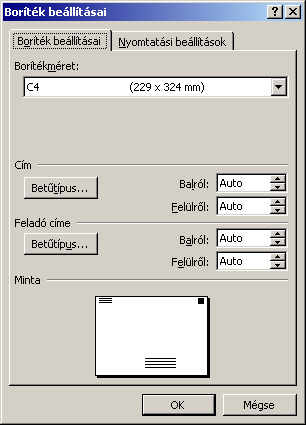 Boríték beállításai
Boríték beállításai Nyomtatási beállítások
Borítékméret:
C4 (229 x 324 mm)
Cím
Betűtípus... Balról: Auto
Felülről: Auto
Feladó címe
Betűtípus... Balról: Auto
Felülről: Auto
Minta
OK Mégse